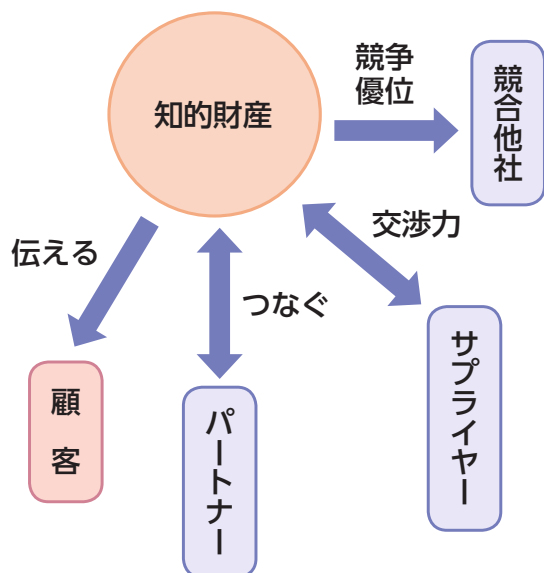 知的財産
競争
優位
競合他社
伝える
つなぐ
交渉力
顧客
パートナー
サプライヤー